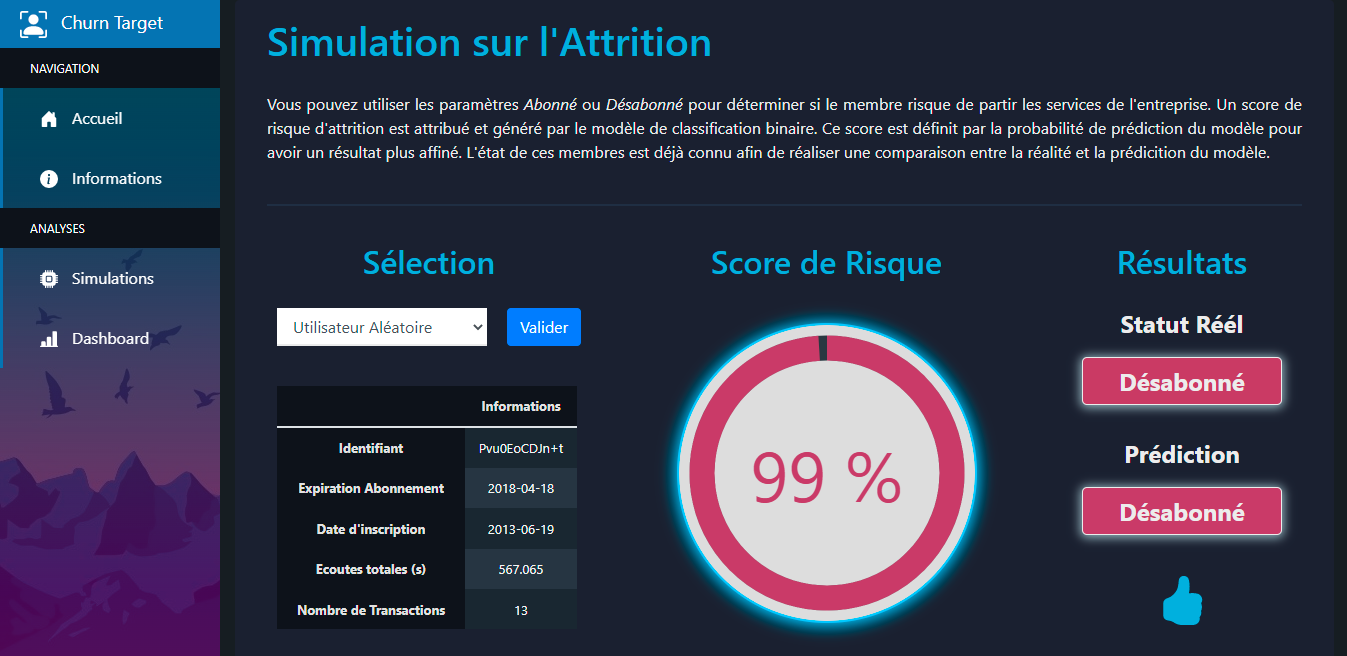 Churn Target
NAVIGATION
Accueil
Informations
ANALYSES
Simulations
Dashboard
Simulation sur l'Attrition
Vous pouvez utiliser les paramètres Abonné ou Désabonné pour déterminer si le membre risque de partir les services de l'entreprise. Un score de
risque d'attrition est attribué et généré par le modèle de classification binaire. Ce score est définit par la probabilité de prédiction du modèle pour
avoir un résultat plus affiné. L'état de ces membres est déjà connu afin de réaliser une comparaison entre la réalité et la prédicition du modèle.
Sélection
Utilisateur Aléatoire
Valider
Informations
Identifiant Pvu0EoCDJn+t
Expiration Abonnement 2018-04-18
Date d'inscription 2013-06-19
Ecoutes totales (s) 567.065
Nombre de Transactions 13
Score de Risque
99 %
Résultats
Statut Réél
Désabonné
Prédiction
Désabonné